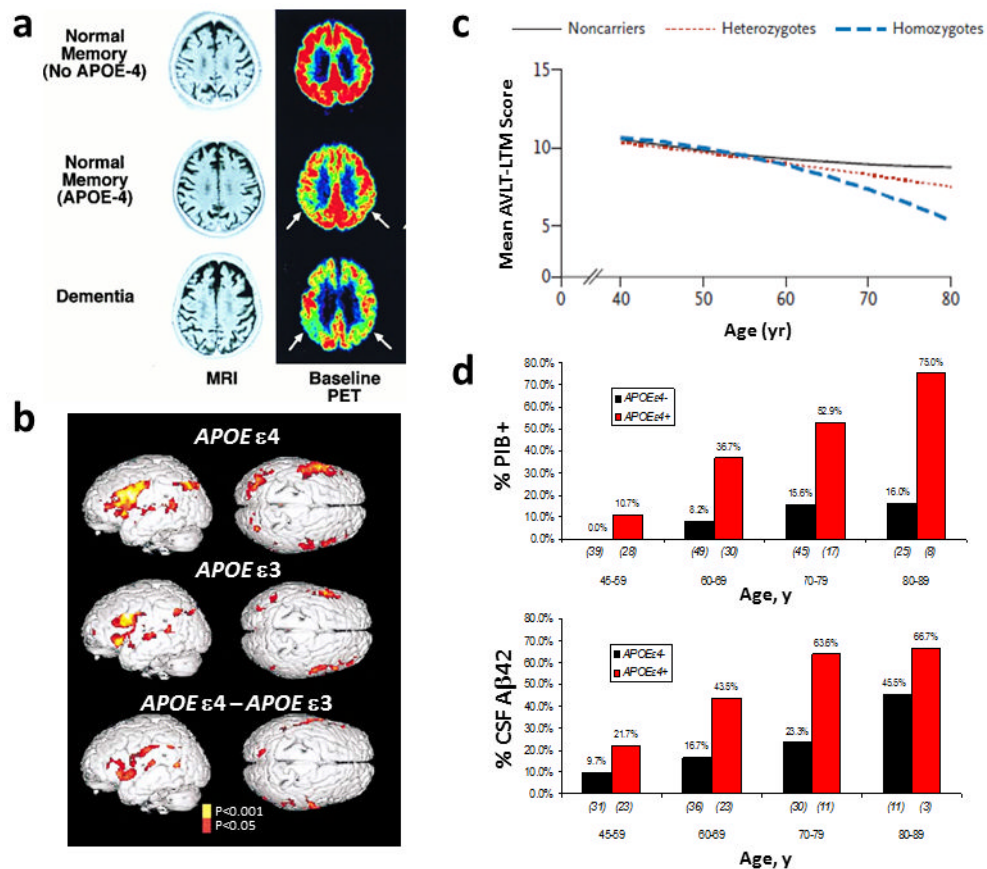 a
Normal
Memory
(No APOE-4)
Normal
Memory
(APOE-4)
Dementia
MRI
Baseline
PET
b
APOE ε4
APOE ε3
APOE ε4 – APOE ε3
P<0.001
P<0.05
c
Noncarriers Heterozygotes Homozygotes
Mean AVLT-LTM Score
15
10
5
0
0 40 50 60 70 80
Age (yr)
d
% PIB+
80.0%
70.0%
60.0%
50.0%
40.0%
30.0%
20.0%
10.0%
0.0%
APOEε4-
APOEε4+
0.0% 10.7% 8.2% 36.7% 15.6% 52.9% 16.0% 75.0%
(39) (28) (49) (30) (45) (17) (25) (8)
45-59 60-69 70-79 80-89
Age, y
% CSF Aβ42
80.0%
70.0%
60.0%
50.0%
40.0%
30.0%
20.0%
10.0%
0.0%
APOEε4-
APOEε4+
9.7% 21.7% 16.7% 43.5% 23.3% 63.6% 45.5% 66.7%
(31) (23) (36) (23) (30) (11) (11) (3)
45-59 60-69 70-79 80-89
Age, y